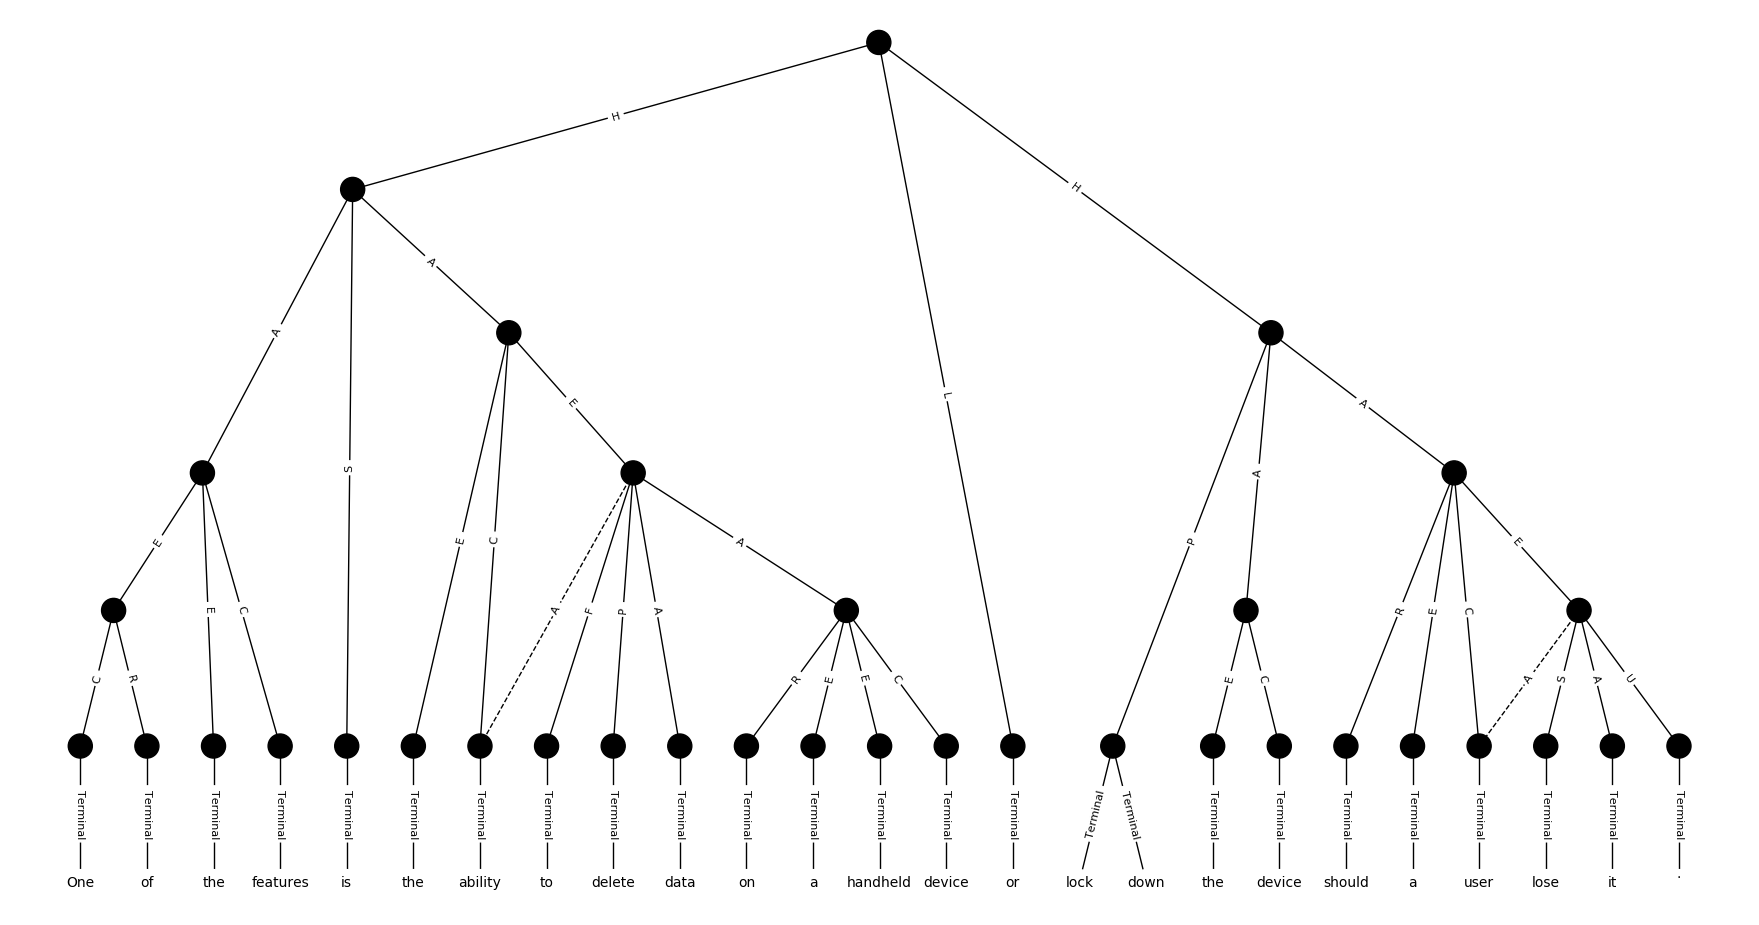 H
H
A
A
L
E
A
S
A
E
E
C
P
A
E
E
C
A
F
P
A
R
E
C
C
R
R
E
E
C
E
C
A
S
A
U
Terminal Terminal Terminal Terminal Terminal Terminal Terminal Terminal Terminal Terminal Terminal Terminal Terminal Terminal Terminal Terminal Terminal Terminal Terminal Terminal Terminal Terminal Terminal Terminal Terminal
One of the features is the ability to delete data on a handheld device or lock down the device should a user lose it .